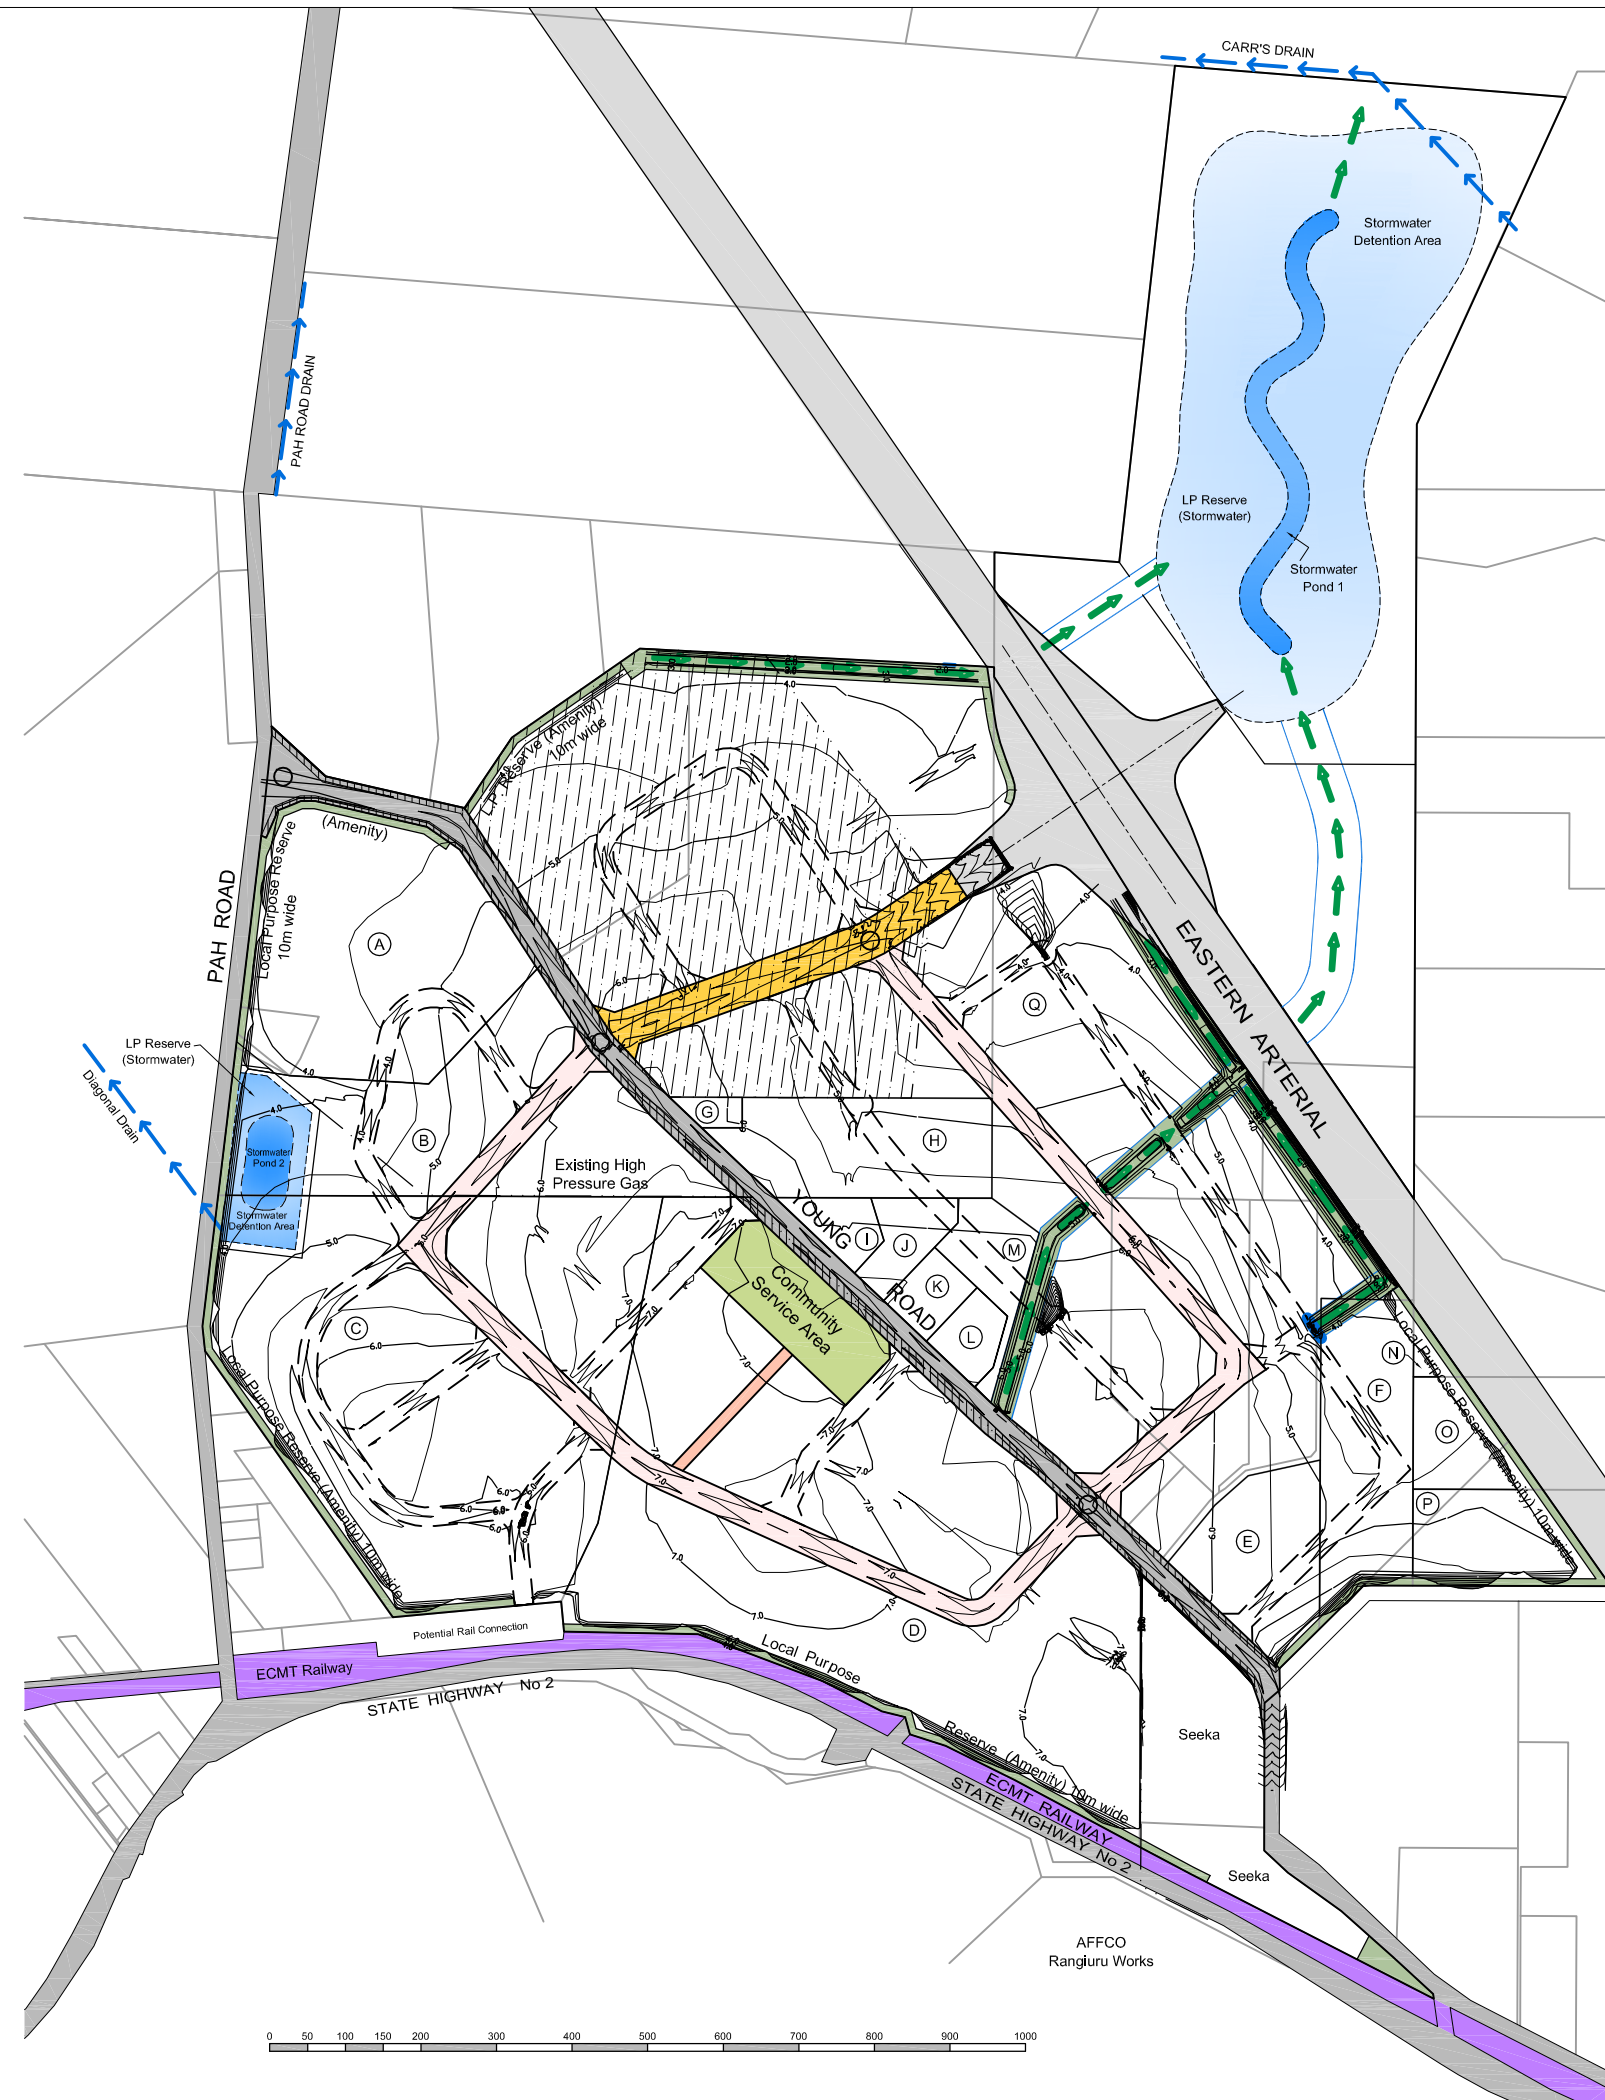 CARR'S DRAIN
Stormwater
Detention Area
PAH ROAD DRAIN
LP Reserve
(Stormwater)
Stormwater
Pond 1
L.P. Reserve (Amenity)
10m wide
(Amenity)
Local Purpose Reserve
10m wide
PAH ROAD
A
EASTERN ARTERIAL
Q
LP Reserve
(Stormwater)
Diagonal Drain
Stormwater
Pond 2
Stormwater
Detention Area
B
G
H
Existing High
Pressure Gas
YOUNG ROAD
I
J
K
L
M
Community
Service Area
C
Local Purpose Reserve (Amenity) 10m wide
Local Purpose Reserve (Amenity) 10m wide
N
F
O
P
E
D
Potential Rail Connection
ECMT Railway
STATE HIGHWAY No 2
Local Purpose
Reserve (Amenity) 10m wide
ECMT RAILWAY
STATE HIGHWAY No 2
Seeka
Seeka
AFFCO
Rangiuru Works
0 50 100 150 200 300 400 500 600 700 800 900 1000